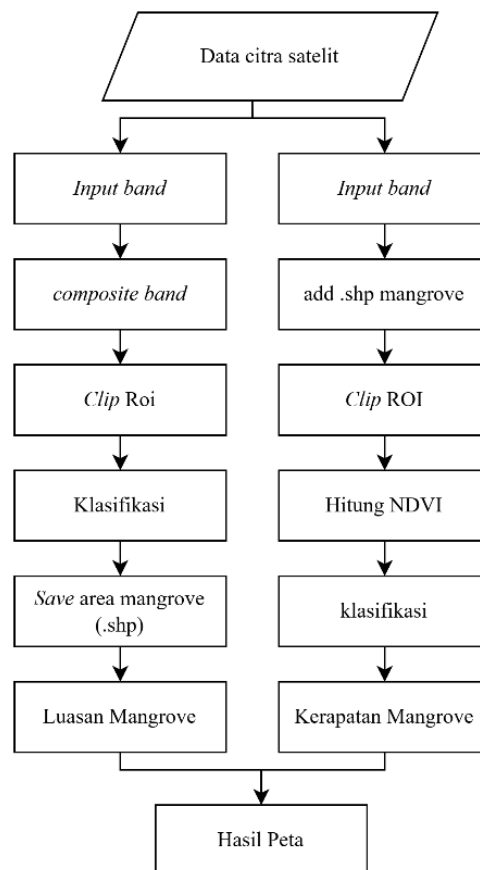 Data citra satelit
Input band
Input band
composite band
add .shp mangrove
Clip Roi
Clip ROI
Klasifikasi
Hitung NDVI
Save area mangrove
(.shp)
klasifikasi
Luasan Mangrove
Kerapatan Mangrove
Hasil Peta